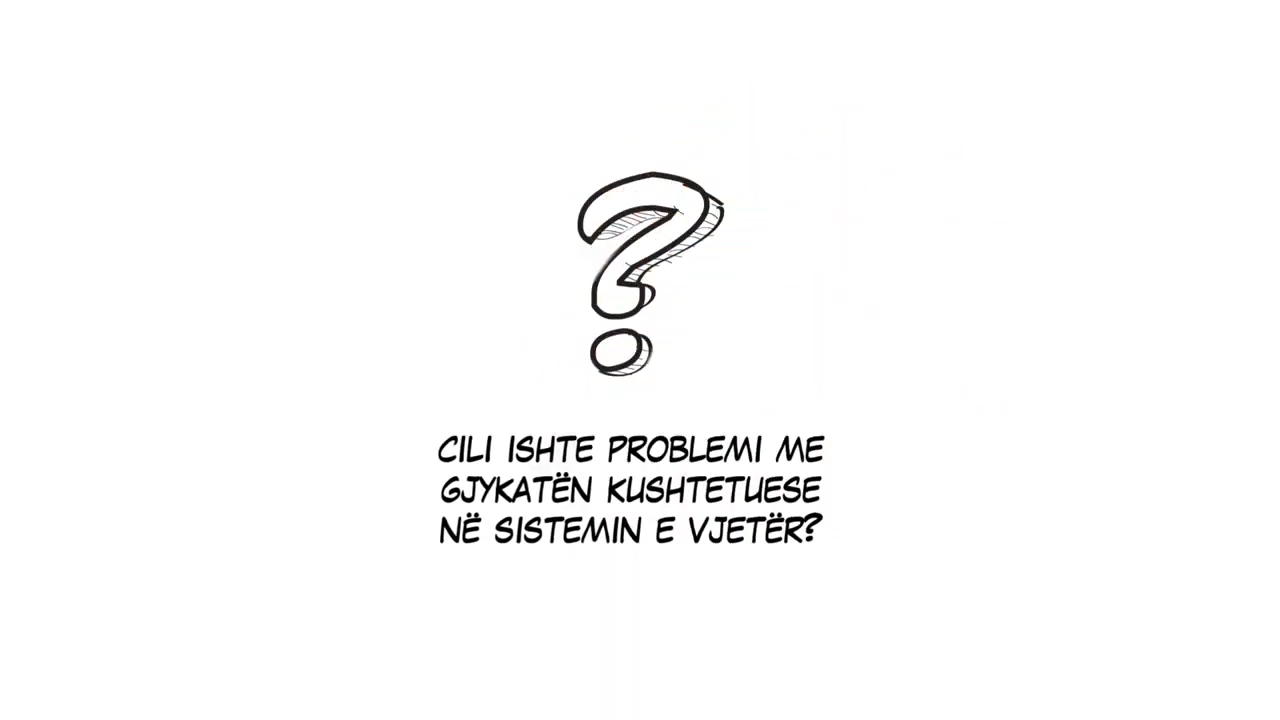 CILI ISHTE PROBLEMI ME
GJYKATËN KUSHTETUESE
NË SISTEMIN E VJETËR?